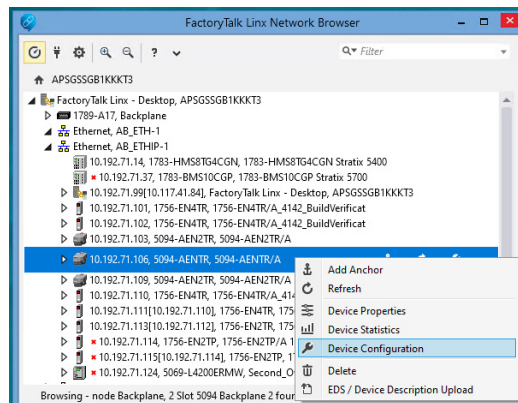 FactoryTalk Linx Network Browser
Filter
APSGSSGB1KKKT3
FactoryTalk Linx - Desktop, APSGSSGB1KKKT3
1789-A17, Backplane
Ethernet, AB_ETH-1
Ethernet, AB_ETHIP-1
10.192.71.14, 1783-HMS8TG4CGN, 1783-HMS8TG4CGN Stratix 5400
10.192.71.37, 1783-BMS10CGP, 1783-BMS10CGP Stratix 5700
10.192.71.99[10.117.41.84], FactoryTalk Linx - Desktop, APSGSSGB1KKKT3
10.192.71.101, 1756-EN4TR, 1756-EN4TR/A_4142_BuildVerificat
10.192.71.102, 1756-EN4TR, 1756-EN4TR/A_4142_BuildVerificat
10.192.71.103, 5094-AEN2TR, 5094-AEN2TR/A
10.192.71.106, 5094-AENTR, 5094-AENTR/A
10.192.71.109, 5094-AEN2TR, 5094-AEN2TR/A
10.192.71.110, 1756-EN4TR, 1756-EN4TR/A_414
10.192.71.111[10.192.71.110], 1756-EN4TR, 175
10.192.71.113[10.192.71.112], 1756-EN2TR, 175
10.192.71.114, 1756-EN2TP, 1756-EN2TP/A 1
10.192.71.115[10.192.71.114], 1756-EN2TP, 1
10.192.71.124, 5069-L4200ERMW, Second_O
Add Anchor
Refresh
Device Properties
Device Statistics
Device Configuration
Delete
EDS / Device Description Upload
Browsing - node Backplane, 2 Slot 5094 Backplane 2 four